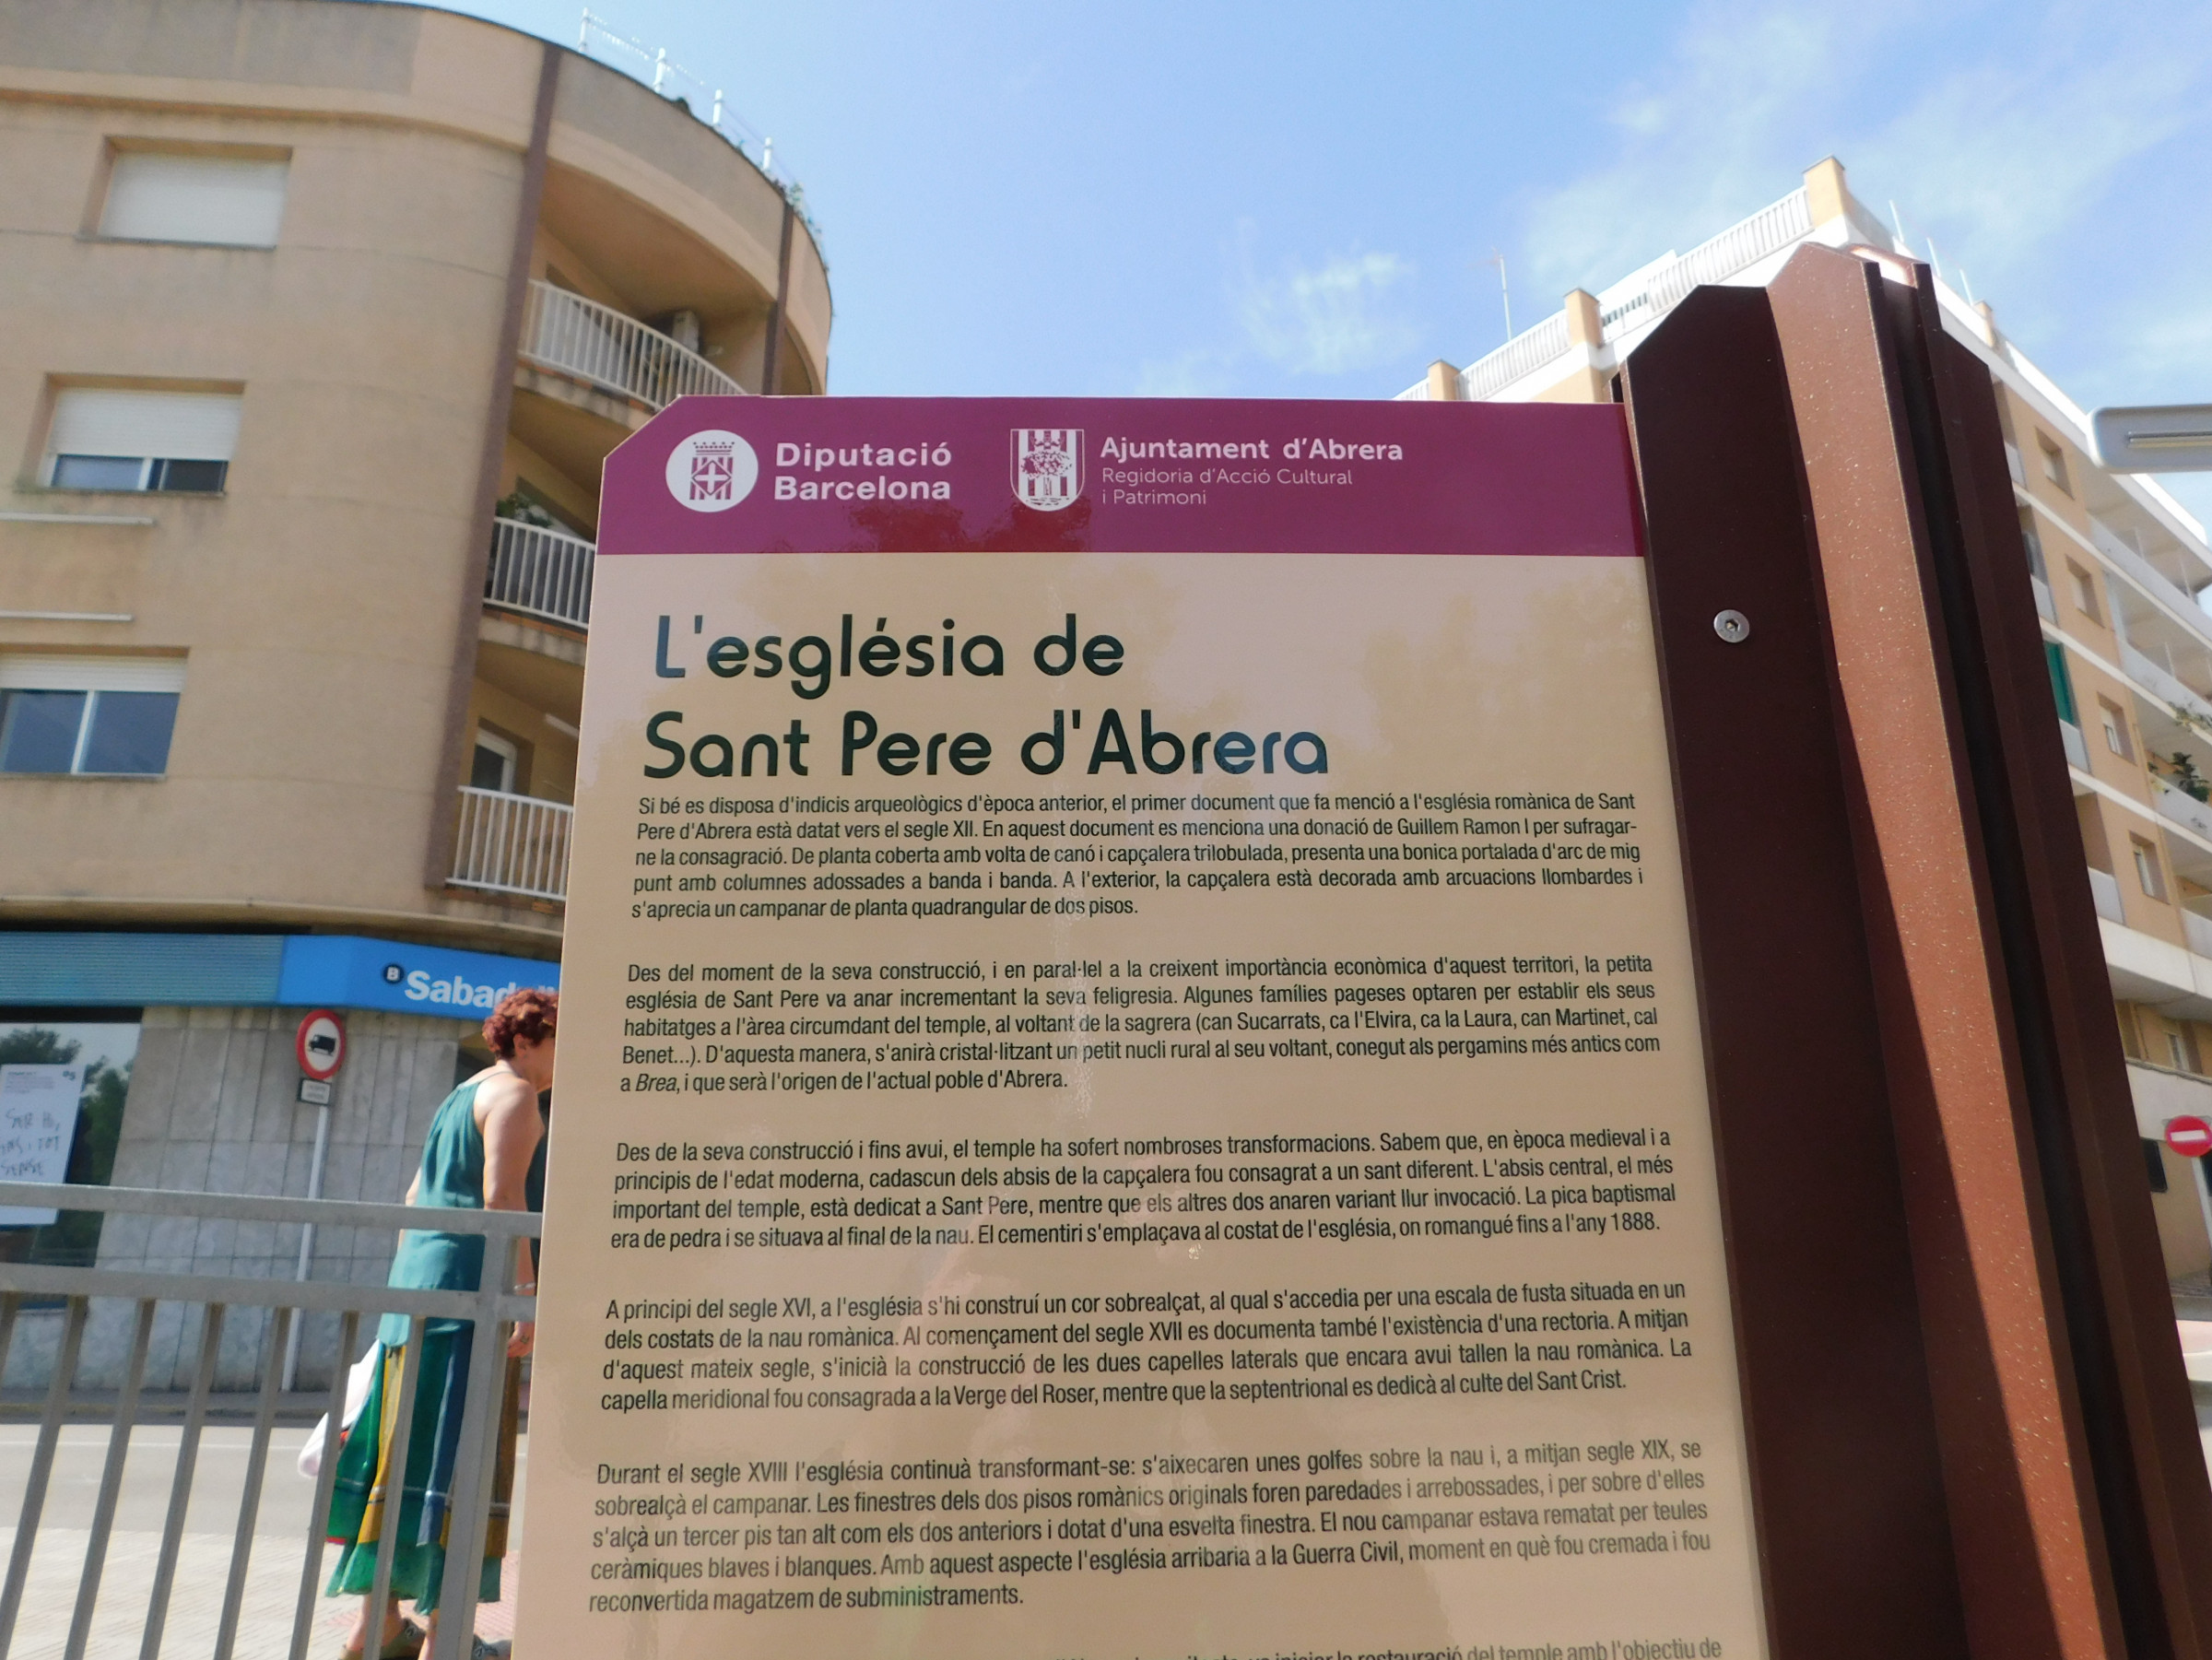 Diputació
Barcelona
Ajuntament d'Abrera
Regidoria d'Acció Cultural
i Patrimoni
L'església de
Sant Pere d'Abrera
Si bé es disposa d'indicis arqueològics d'època anterior, el primer document que fa menció a l'església romànica de Sant
Pere d'Abrera està datat vers el segle XII. En aquest document es menciona una donació de Guillem Ramon I per sufragar-
ne la consagració. De planta coberta amb volta de canó i capçalera trilobulada, presenta una bonica portalada d'arc de mig
punt amb columnes adossades a banda i banda. A l'exterior, la capçalera està decorada amb arcuacions llombardes i
s'aprecia un campanar de planta quadrangular de dos pisos.
Des del moment de la seva construcció, i en paral·lel a la creixent importància econòmica d'aquest territori, la petita
església de Sant Pere va anar incrementant la seva feligresia. Algunes famílies pageses optaren per establir els seus
habitatges a l'àrea circumdant del temple, al voltant de la sagrera (can Sucarrats, ca l'Elvira, ca la Laura, can Martinet, cal
Benet...). D'aquesta manera, s'anirà cristal·litzant un petit nucli rural al seu voltant, conegut als pergamins més antics com
a Brea, i que serà l'origen de l'actual poble d'Abrera.
Des de la seva construcció i fins avui, el temple ha sofert nombroses transformacions. Sabem que, en època medieval i a
principis de l'edat moderna, cadascun dels absis de la capçalera fou consagrat a un sant diferent. L'absis central, el més
important del temple, està dedicat a Sant Pere, mentre que els altres dos anaren variant llur invocació. La pica baptismal
era de pedra i se situava al final de la nau. El cementiri s'emplaçava al costat de l'església, on romangué fins a l'any 1888.
A principi del segle XVI, a l'església s'hi construí un cor sobrealçat, al qual s'accedia per una escala de fusta situada en un
dels costats de la nau romànica. Al començament del segle XVII es documenta també l'existència d'una rectoria. A mitjan
d'aquest mateix segle, s'inicià la construcció de les dues capelles laterals que encara avui tallen la nau romànica. La
capella meridional fou consagrada a la Verge del Roser, mentre que la septentrional es dedicà al culte del Sant Crist.
Durant el segle XVIII l'església continuà transformant-se: s'aixecaren unes golfes sobre la nau i, a mitjan segle XIX, se
sobrealçà el campanar. Les finestres dels dos pisos romànics originals foren paredades i arrebossades, i per sobre d'elles
s'alçà un tercer pis tan alt com els dos anteriors i dotat d'una esvelta finestra. El nou campanar estava rematat per teules
ceràmiques blaves i blanques. Amb aquest aspecte l'església arribaria a la Guerra Civil, moment en què fou cremada i fou
reconvertida magatzem de subministraments.
iniciar la restauració del temple amb l'objectiu de
B Sabad